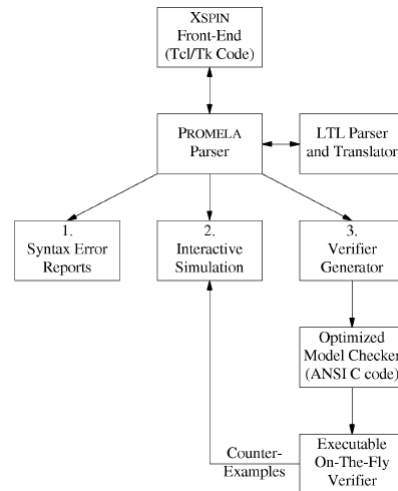 XSPIN
Front-End
(Tcl/Tk Code)
PROMELA
Parser
LTL Parser
and Translator
1.
Syntax Error
Reports
2.
Interactive
Simulation
3.
Verifier
Generator
Optimized
Model Checker
(ANSI C code)
Counter-
Examples
Executable
On-The-Fly
Verifier